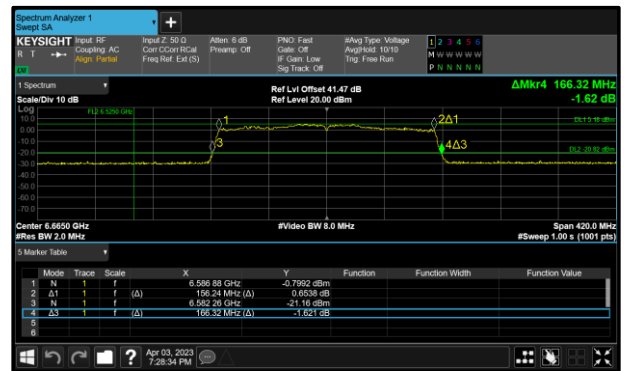 Spectrum Analyzer 1
Swept SA
+
KEYSIGHT Input: RF Input Z: 50 Ω Atten: 6 dB PNO: Fast #Avg Type: Voltage 1 2 3 4 5 6
R T Coupling: AC Corr CCorr RCal Preamp: Off Gate: Off Avg|Hold: 10/10 M W W W W W
Align: Partial Freq Ref: Ext (S) IF Gain: Low Trig: Free Run
Sig Track: Off P N N N N N
1 Spectrum Ref Lvl Offset 41.47 dB ΔMkr4 166.32 MHz
Scale/Div 10 dB Ref Level 20.00 dBm -1.62 dB
Log
10.0
0.00
-10.0
-20.0
-30.0
-40.0
-50.0
-60.0
-70.0
1
2Δ1
3
4Δ3
Center 6.6650 GHz #Video BW 8.0 MHz Span 420.0 MHz
#Res BW 2.0 MHz #Sweep 1.00 s (1001 pts)
5 Marker Table
Mode Trace Scale X Y Function Function Width Function Value
1 N 1 f 6.586 88 GHz -0.7992 dBm
2 Δ1 1 f (Δ) 156.24 MHz (Δ) 0.6538 dB
3 N 1 f 6.582 26 GHz -21.16 dBm
4 Δ3 1 f (Δ) 166.32 MHz (Δ) -1.621 dB
5
6
? Apr 03, 2023
7:28:34 PM